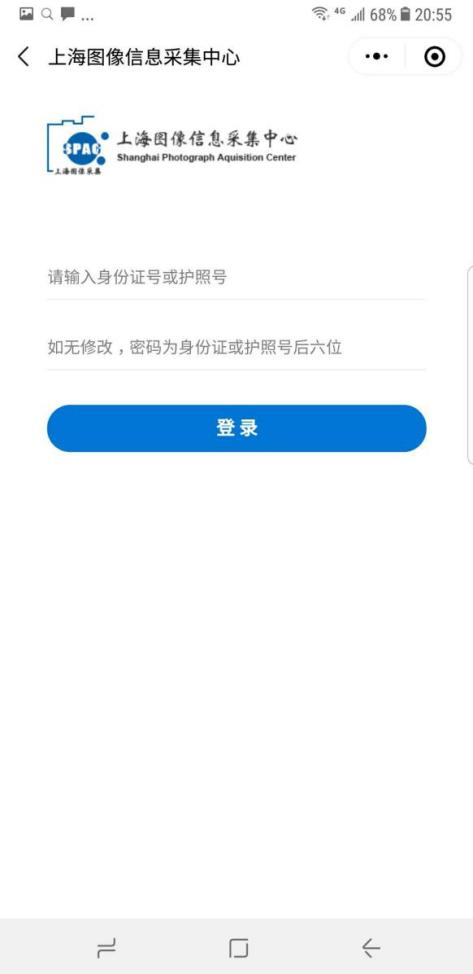 ... 4G 68% 20:55
上海图像信息采集中心
SPAC
上海图像采集
上海图像信息采集中心
Shanghai Photograph Aquisition Center
请输入身份证号或护照号
如无修改，密码为身份证或护照号后六位
登录